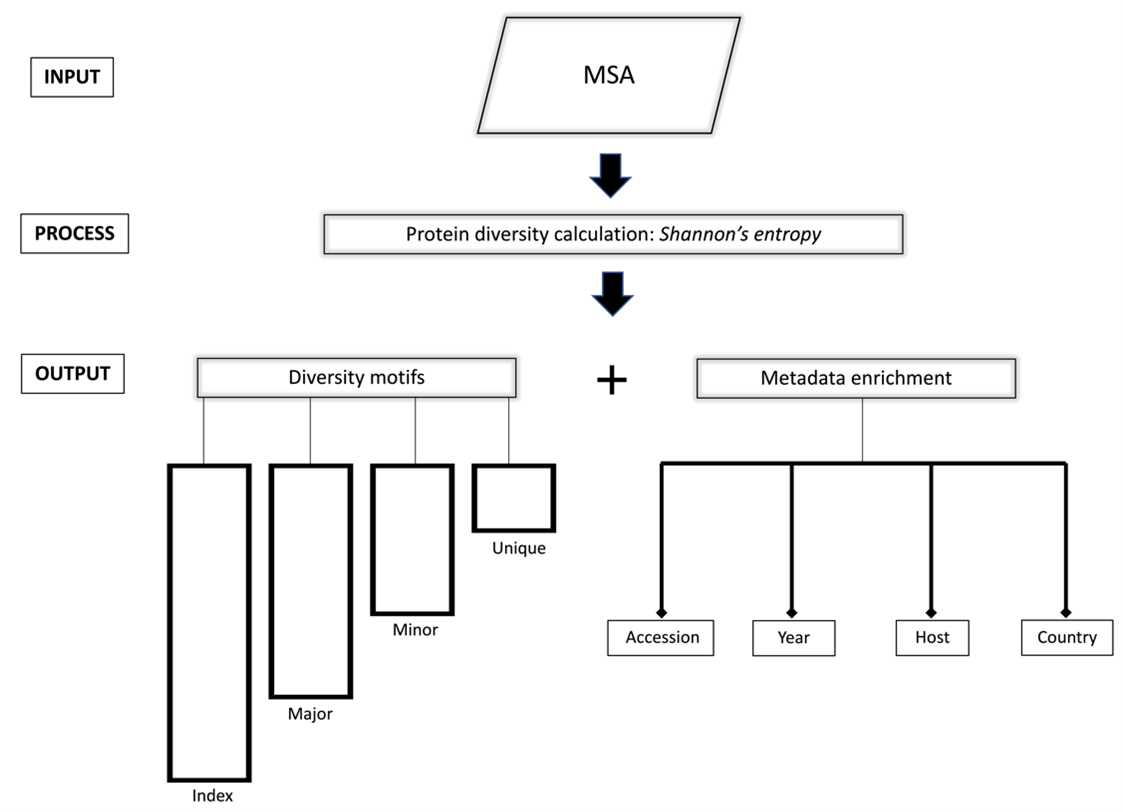 INPUT
MSA
PROCESS
Protein diversity calculation: Shannon's entropy
OUTPUT
Diversity motifs
+
Metadata enrichment
Unique
Minor
Accession
Year
Host
Country
Major
Index